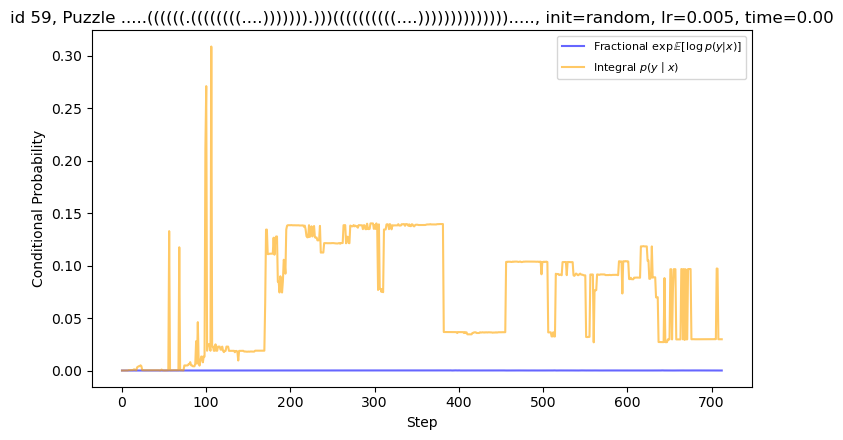 id 59, Puzzle .....((((((.((((((((....))))))).)))((((((((((....)))))))))))))))....., init=random, lr=0.005, time=0.00
Fractional exp𝔼[log p(y|x)]
Integral p(y | x)
Conditional Probability
0.30
0.25
0.20
0.15
0.10
0.05
0.00
0 100 200 300 400 500 600 700
Step